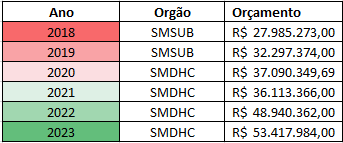 Ano Orgão Orçamento
2018 SMSUB R$ 27.985.273,00
2019 SMSUB R$ 32.297.374,00
2020 SMDHC R$ 37.090.349,69
2021 SMDHC R$ 36.113.366,00
2022 SMDHC R$ 48.940.362,00
2023 SMDHC R$ 53.417.984,00